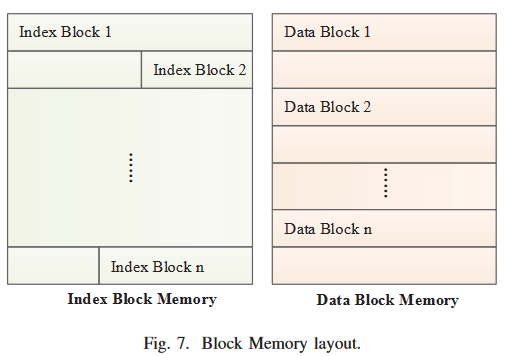 Index Block 1
Index Block 2
......
Index Block n
Index Block Memory
Data Block 1
Data Block 2
......
Data Block n
Data Block Memory
Fig. 7. Block Memory layout.